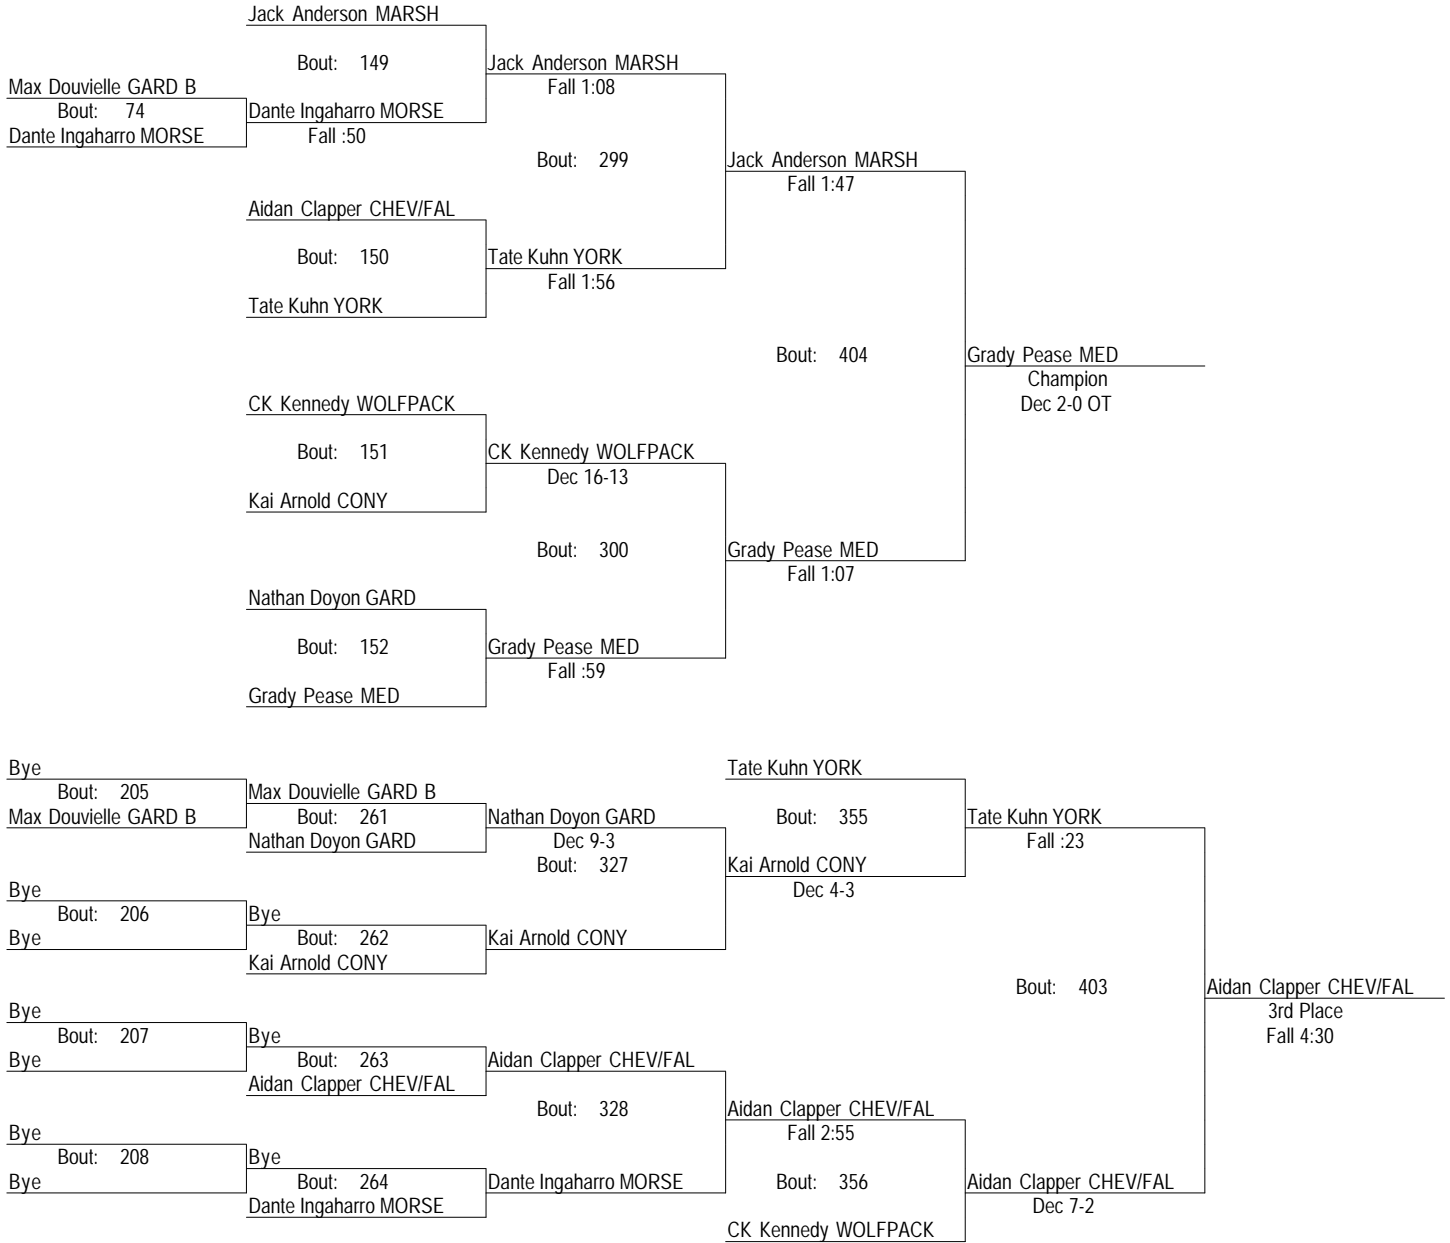 Jack Anderson MARSH
Bout: 149
Jack Anderson MARSH
Fall 1:08
Max Douvielle GARD B
Bout: 74
Dante Ingaharro MORSE
Dante Ingaharro MORSE
Fall :50
Bout: 299
Jack Anderson MARSH
Fall 1:47
Aidan Clapper CHEV/FAL
Bout: 150
Tate Kuhn YORK
Fall 1:56
Tate Kuhn YORK
Bout: 404
Grady Pease MED
Champion
Dec 2-0 OT
CK Kennedy WOLFPACK
Bout: 151
CK Kennedy WOLFPACK
Dec 16-13
Kai Arnold CONY
Bout: 300
Grady Pease MED
Fall 1:07
Nathan Doyon GARD
Bout: 152
Grady Pease MED
Fall :59
Grady Pease MED
Bye
Bout: 205
Max Douvielle GARD B
Max Douvielle GARD B
Bout: 261
Nathan Doyon GARD
Nathan Doyon GARD
Dec 9-3
Bout: 327
Tate Kuhn YORK
Bout: 355
Kai Arnold CONY
Dec 4-3
Tate Kuhn YORK
Fall :23
Bye
Bout: 206
Bye
Bye
Bout: 262
Kai Arnold CONY
Kai Arnold CONY
Bout: 403
Aidan Clapper CHEV/FAL
3rd Place
Fall 4:30
Bye
Bout: 207
Bye
Bye
Bout: 263
Aidan Clapper CHEV/FAL
Aidan Clapper CHEV/FAL
Bout: 328
Aidan Clapper CHEV/FAL
Fall 2:55
Bye
Bout: 208
Bye
Bye
Bout: 264
Dante Ingaharro MORSE
Dante Ingaharro MORSE
Bout: 356
Aidan Clapper CHEV/FAL
Dec 7-2
CK Kennedy WOLFPACK